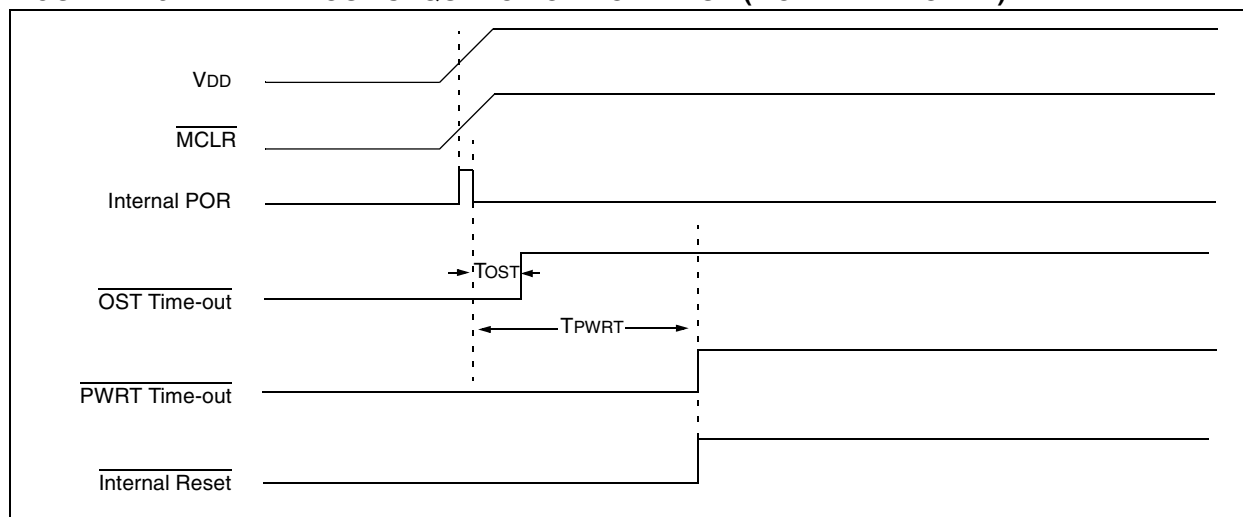 VDD
MCLR
Internal POR
TOST
OST Time-out
TPWRT
PWRT Time-out
Internal Reset